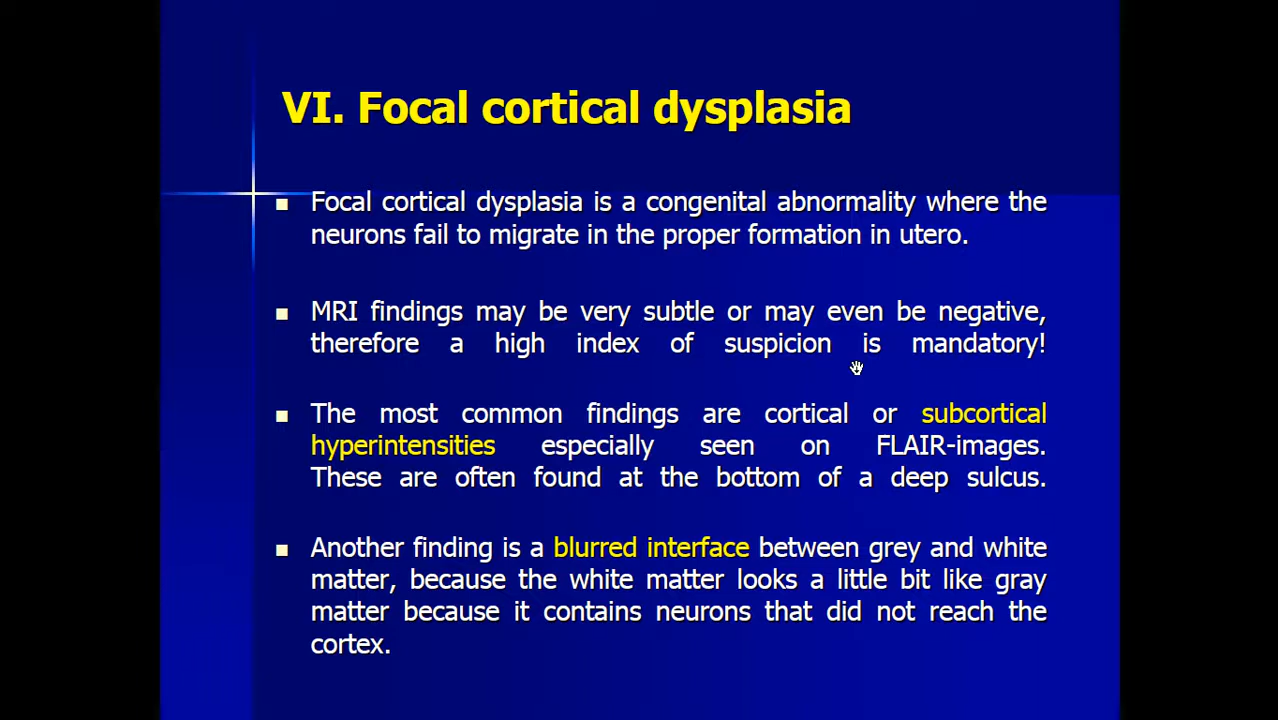 VI. Focal cortical dysplasia
Focal cortical dysplasia is a congenital abnormality where the
neurons fail to migrate in the proper formation in utero.
MRI findings may be very subtle or may even be negative,
therefore a high index of suspicion is mandatory!
The most common findings are cortical or subcortical
hyperintensities especially seen on FLAIR-images.
These are often found at the bottom of a deep sulcus.
Another finding is a blurred interface between grey and white
matter, because the white matter looks a little bit like gray
matter because it contains neurons that did not reach the
cortex.